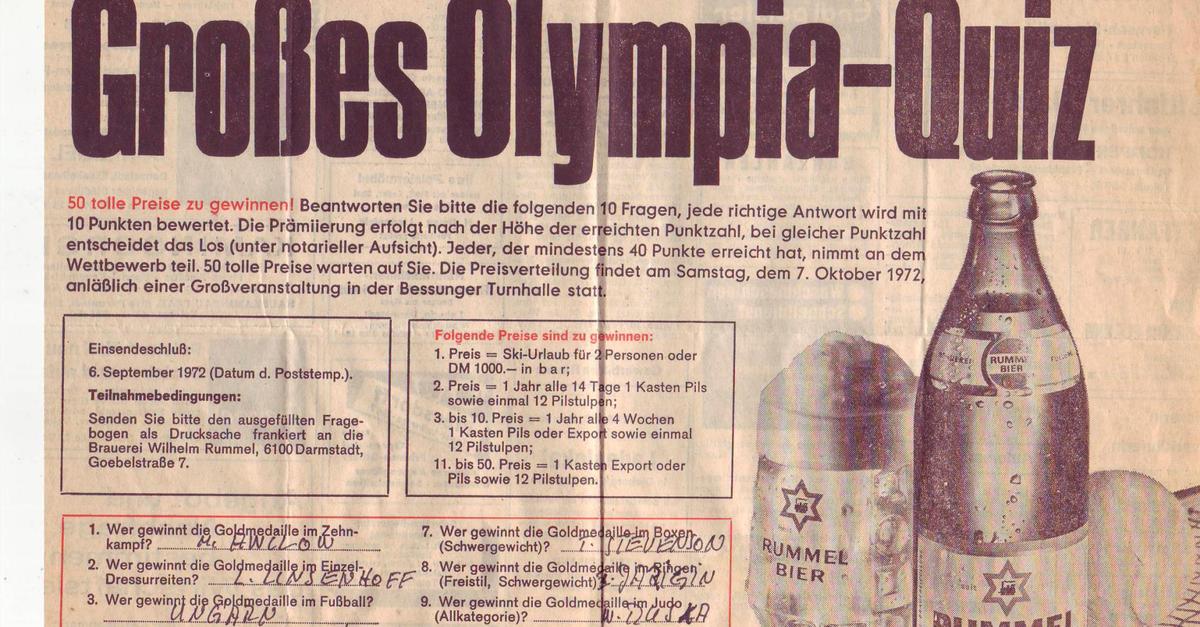 Großes Olympia-Quiz
50 tolle Preise zu gewinnen! Beantworten Sie bitte die folgenden 10 Fragen, jede richtige Antwort wird mit
10 Punkten bewertet. Die Prämiierung erfolgt nach der Höhe der erreichten Punktzahl, bei gleicher Punktzahl
entscheidet das Los (unter notarieller Aufsicht). Jeder, der mindestens 40 Punkte erreicht hat, nimmt an dem
Wettbewerb teil. 50 tolle Preise warten auf Sie. Die Preisverteilung findet am Samstag, dem 7. Oktober 1972,
anläßlich einer Großveranstaltung in der Bessunger Turnhalle statt.
Einsendeschluß:
6. September 1972 (Datum d. Poststemp.).
Teilnahmebedingungen:
Senden Sie bitte den ausgefüllten Frage-
bogen als Drucksache frankiert an die
Brauerei Wilhelm Rummel, 6100 Darmstadt,
Goebelstraße 7.
Folgende Preise sind zu gewinnen:
1. Preis = Ski-Urlaub für 2 Personen oder
DM 1000.— in bar;
2. Preis = 1 Jahr alle 14 Tage 1 Kasten Pils
sowie einmal 12 Pilstulpen;
3. bis 10. Preis = 1 Jahr alle 4 Wochen
1 Kasten Pils oder Export sowie einmal
12 Pilstulpen;
11. bis 50. Preis = 1 Kasten Export oder
Pils sowie 12 Pilstulpen.
1. Wer gewinnt die Goldmedaille im Zehn-
kampf? AWILOW
2. Wer gewinnt die Goldmedaille im Einzel-
Dressurreiten? L. LINSENHOFF
3. Wer gewinnt die Goldmedaille im Fußball?
UNGARN
7. Wer gewinnt die Goldmedaille im Boxen
(Schwergewicht)? T. STEVENSON
8. Wer gewinnt die Goldmedaille im Ringen
(Freistil, Schwergewicht)? JARIGIN
9. Wer gewinnt die Goldmedaille im Judo
(Allkategorie)? W. RUSKA
RUMMEL
BIER
RUMMEL
BIER
seit
RUMMEL